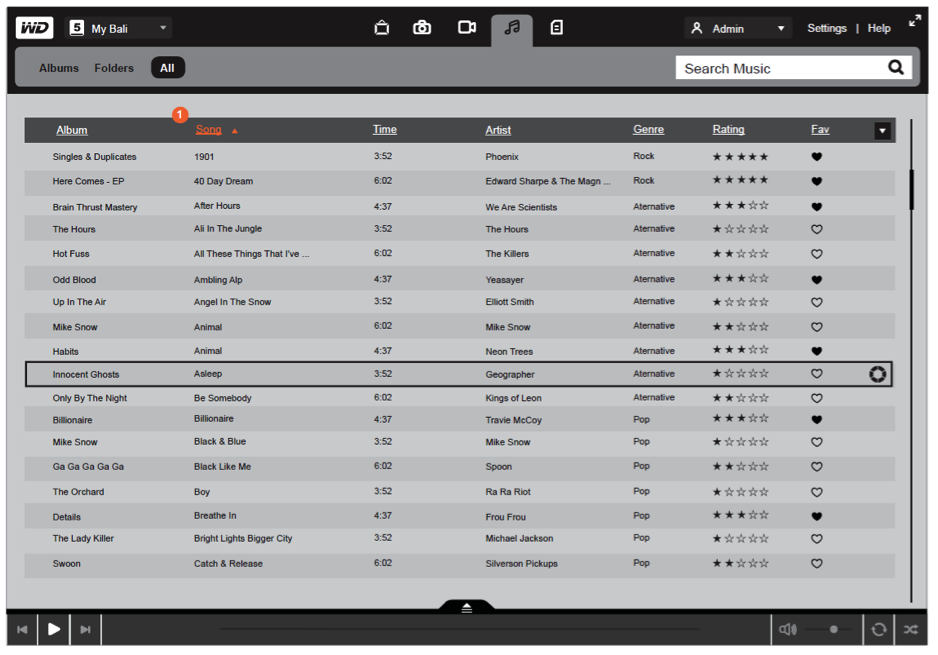 WD 5 My Bali Admin Settings | Help
Albums Folders All Search Music
1
Album Song Time Artist Genre Rating Fav
Singles & Duplicates 1901 3:52 Phoenix Rock
Here Comes - EP 40 Day Dream 6:02 Edward Sharpe & The Magn ... Rock
Brain Thrust Mastery After Hours 4:37 We Are Scientists Aternative
The Hours Ali In The Jungle 3:52 The Hours Aternative
Hot Fuss All These Things That I've ... 6:02 The Killers Aternative
Odd Blood Ambling Alp 4:37 Yeasayer Aternative
Up In The Air Angel In The Snow 3:52 Elliott Smith Aternative
Mike Snow Animal 6:02 Mike Snow Aternative
Habits Animal 4:37 Neon Trees Aternative
Innocent Ghosts Asleep 3:52 Geographer Aternative
Only By The Night Be Somebody 6:02 Kings of Leon Aternative
Billionaire Billionaire 4:37 Travie McCoy Pop
Mike Snow Black & Blue 3:52 Mike Snow Pop
Ga Ga Ga Ga Ga Black Like Me 6:02 Spoon Pop
The Orchard Boy 3:52 Ra Ra Riot Pop
Details Breathe In 4:37 Frou Frou Pop
The Lady Killer Bright Lights Bigger City 3:52 Michael Jackson Pop
Swoon Catch & Release 6:02 Silverson Pickups Pop